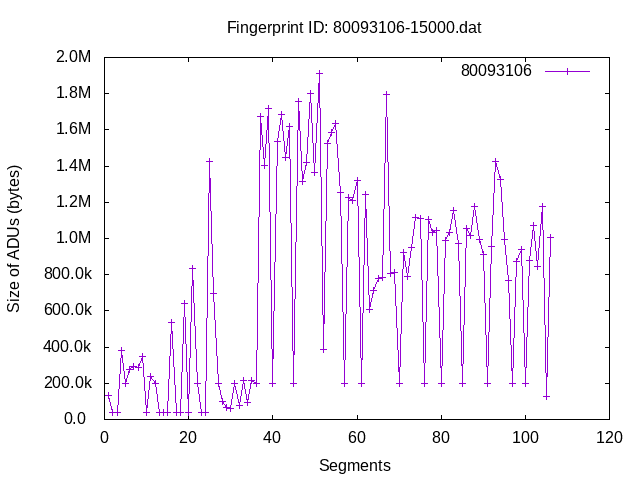 Fingerprint ID: 80093106-15000.dat
80093106
Size of ADUs (bytes)
2.0M
1.8M
1.6M
1.4M
1.2M
1.0M
800.0k
600.0k
400.0k
200.0k
0.0
0 20 40 60 80 100 120
Segments